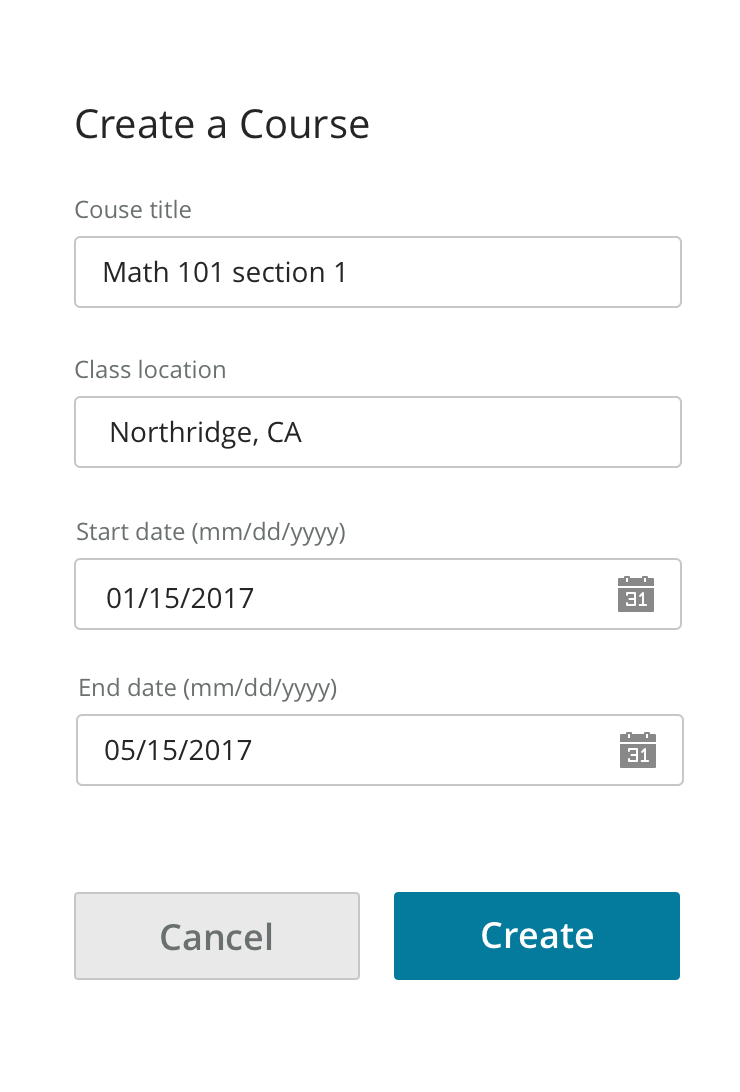 Create a Course
Couse title
Math 101 section 1
Class location
Northridge, CA
Start date (mm/dd/yyyy)
01/15/2017
31
End date (mm/dd/yyyy)
05/15/2017
31
Cancel
Create